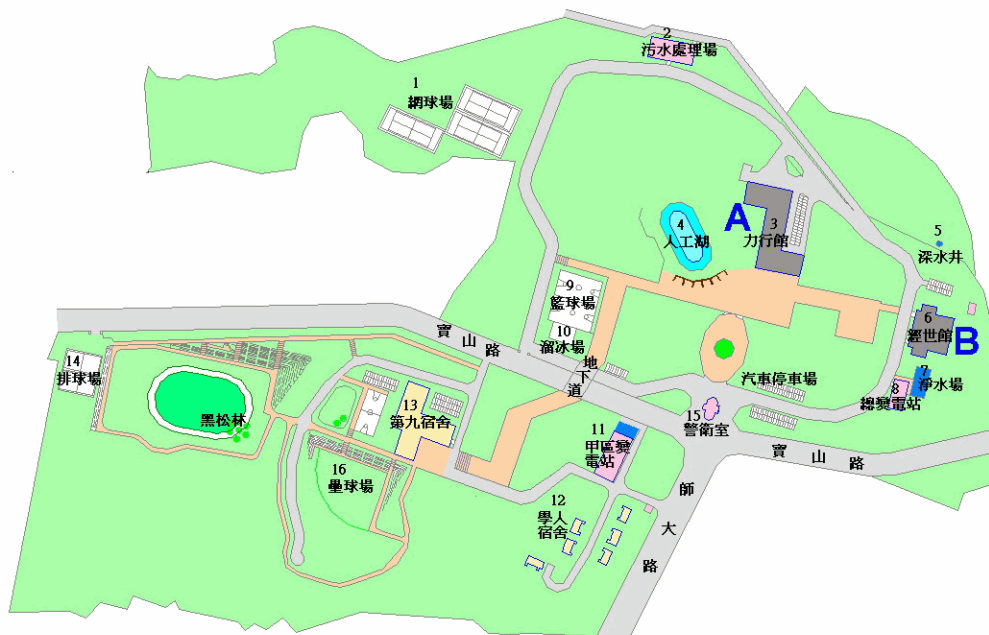 1
網球場
2
污水處理場
A
3
力行館
4
人工湖
5
深水井
6
經世館
B
7
淨水場
8
總變電站
9
籃球場
10
溜冰場
地下道
寶山路
汽車停車場
15
警衛室
寶山路
14
排球場
黑松林
13
第九宿舍
11
甲區變
電站
師大路
16
壘球場
12
學人
宿舍